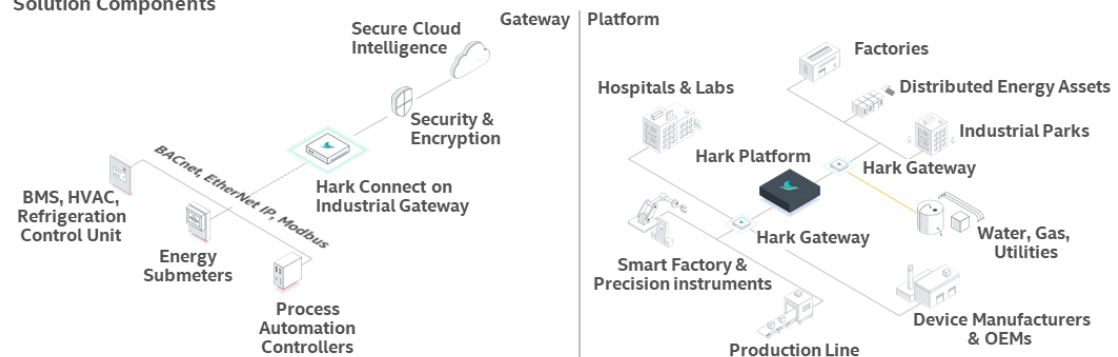 Solution Components
Gateway
Platform
Secure Cloud
Intelligence
Security &
Encryption
BACnet, EtherNet IP, Modbus
Hark Connect on
Industrial Gateway
BMS, HVAC,
Refrigeration
Control Unit
Energy
Submeters
Process
Automation
Controllers
Factories
Hospitals & Labs
Distributed Energy Assets
Industrial Parks
Hark Platform
Hark Gateway
Hark Gateway
Water, Gas,
Utilities
Smart Factory &
Precision instruments
Device Manufacturers
& OEMs
Production Line